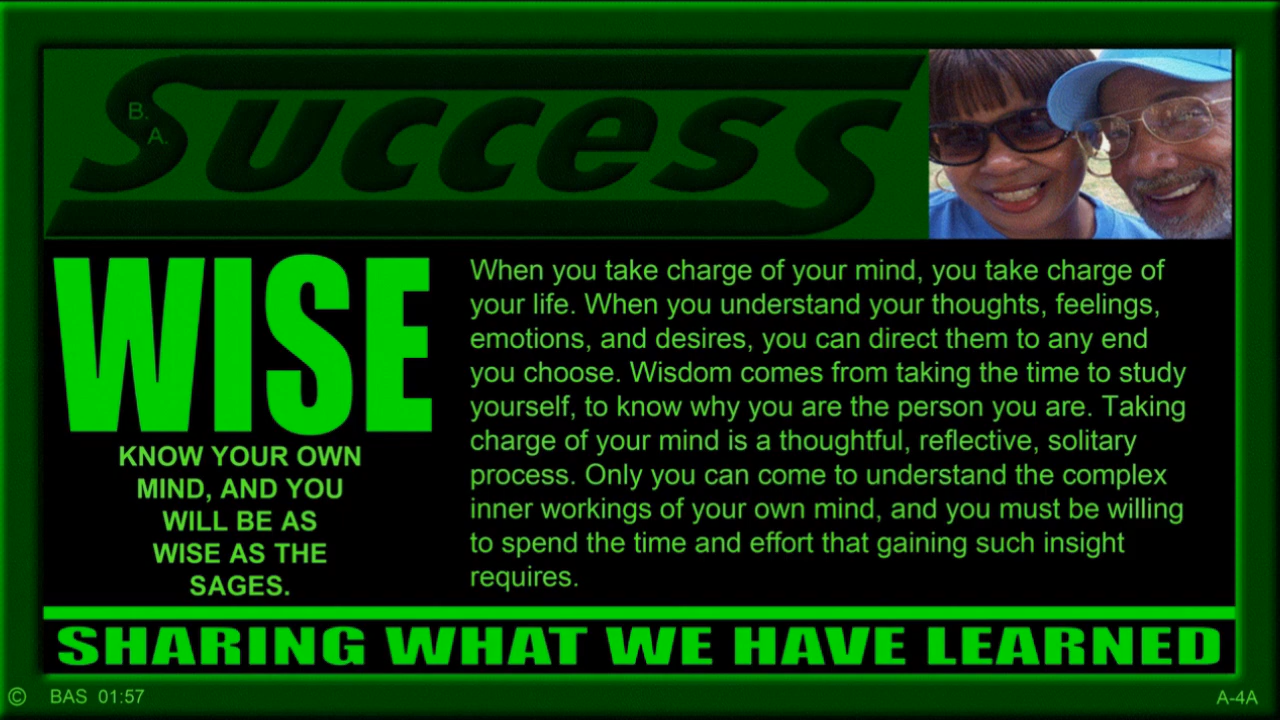 Success
B.
A.
WISE
KNOW YOUR OWN
MIND, AND YOU
WILL BE AS
WISE AS THE
SAGES.
When you take charge of your mind, you take charge of
your life. When you understand your thoughts, feelings,
emotions, and desires, you can direct them to any end
you choose. Wisdom comes from taking the time to study
yourself, to know why you are the person you are. Taking
charge of your mind is a thoughtful, reflective, solitary
process. Only you can come to understand the complex
inner workings of your own mind, and you must be willing
to spend the time and effort that gaining such insight
requires.
SHARING WHAT WE HAVE LEARNED
© BAS 01:57
A-4A